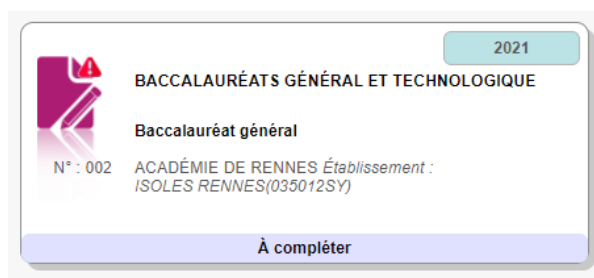 2021
BACCALAURÉATS GÉNÉRAL ET TECHNOLOGIQUE
Baccalauréat général
N° : 002 ACADÉMIE DE RENNES Établissement :
ISOLES RENNES(035012SY)
À compléter